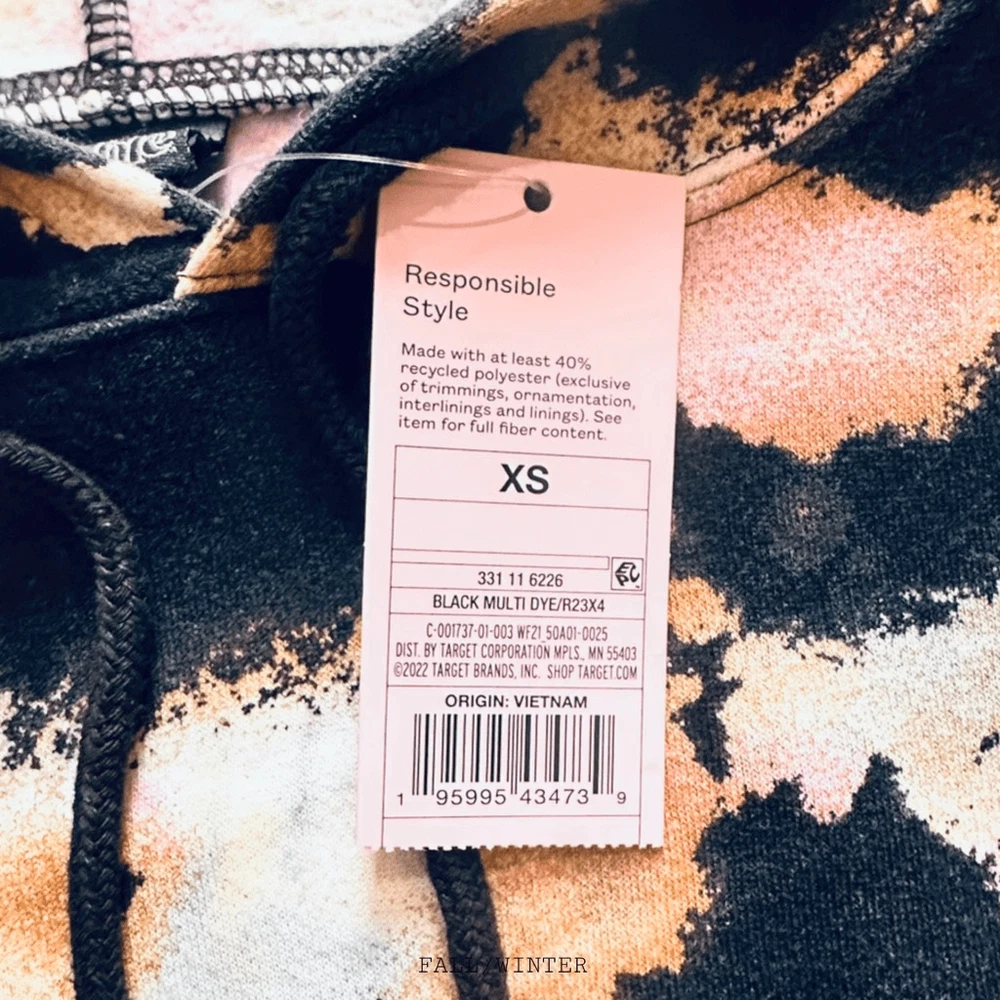 Responsible
Style
Made with at least 40%
recycled polyester (exclusive
of trimmings, ornamentation,
interlinings and linings). See
item for full fiber content.
XS
331 11 6226
BLACK MULTI DYE/R23X4
C-001737-01-003 WF21_50A01-0025
DIST. BY TARGET CORPORATION MPLS., MN 55403
©2022 TARGET BRANDS, INC. SHOP TARGET.COM
ORIGIN: VIETNAM
1 95995 43473 9
FALL/WINTER